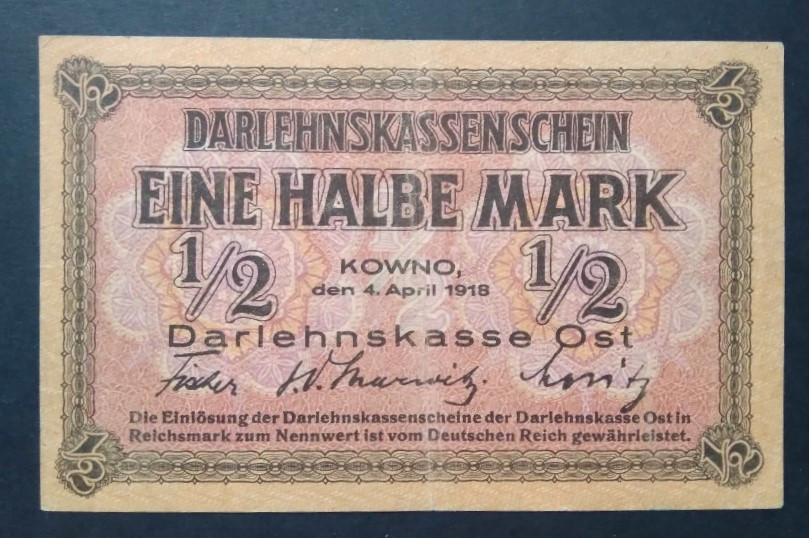 1/2 1/2
DARLEHNSKASSENSCHEIN
EINE HALBE MARK
1/2 KOWNO, 1/2
den 4. April 1918
Darlehnskasse Ost
Fischer
Die Einlösung der Darlehnskassenscheine der Darlehnskasse Ost in
Reichsmark zum Nennwert ist vom Deutschen Reich gewährleistet.
1/2 1/2